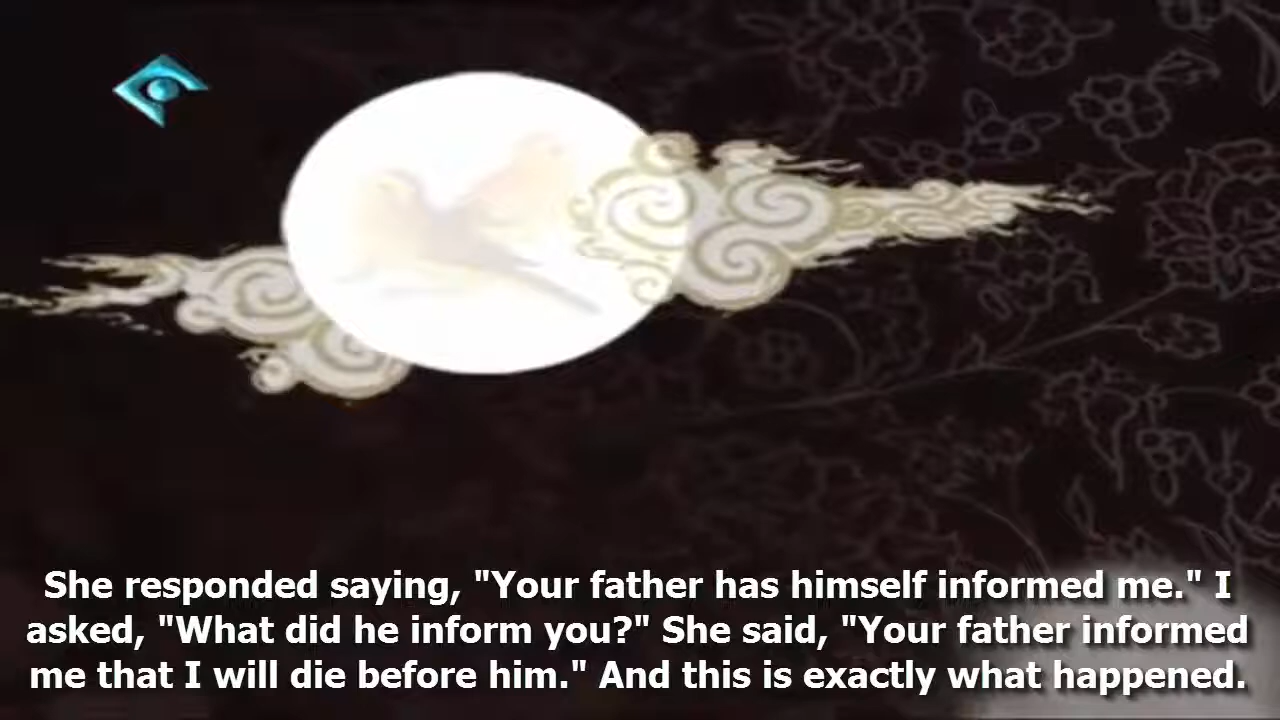 She responded saying, "Your father has himself informed me." I
asked, "What did he inform you?" She said, "Your father informed
me that I will die before him." And this is exactly what happened.